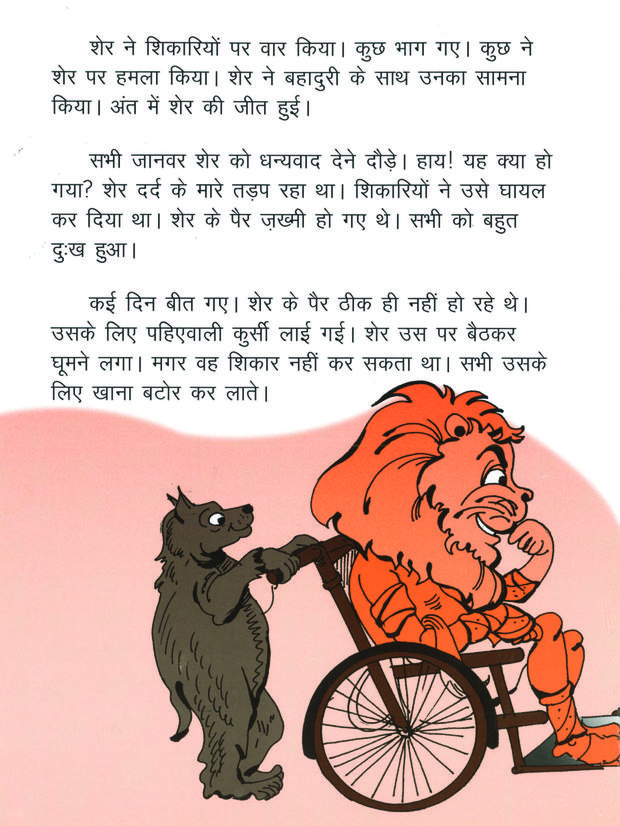 शेर ने शिकारियों पर वार किया। कुछ भाग गए। कुछ ने
शेर पर हमला किया। शेर ने बहादुरी के साथ उनका सामना
किया। अंत में शेर की जीत हुई।
सभी जानवर शेर को धन्यवाद देने दौड़े। हाय! यह क्या हो
गया? शेर दर्द के मारे तड़प रहा था। शिकारियों ने उसे घायल
कर दिया था। शेर के पैर ज़ख्मी हो गए थे। सभी को बहुत
दुःख हुआ।
कई दिन बीत गए। शेर के पैर ठीक ही नहीं हो रहे थे।
उसके लिए पहिएवाली कुर्सी लाई गई। शेर उस पर बैठकर
घूमने लगा। मगर वह शिकार नहीं कर सकता था। सभी उसके
लिए खाना बटोर कर लाते।